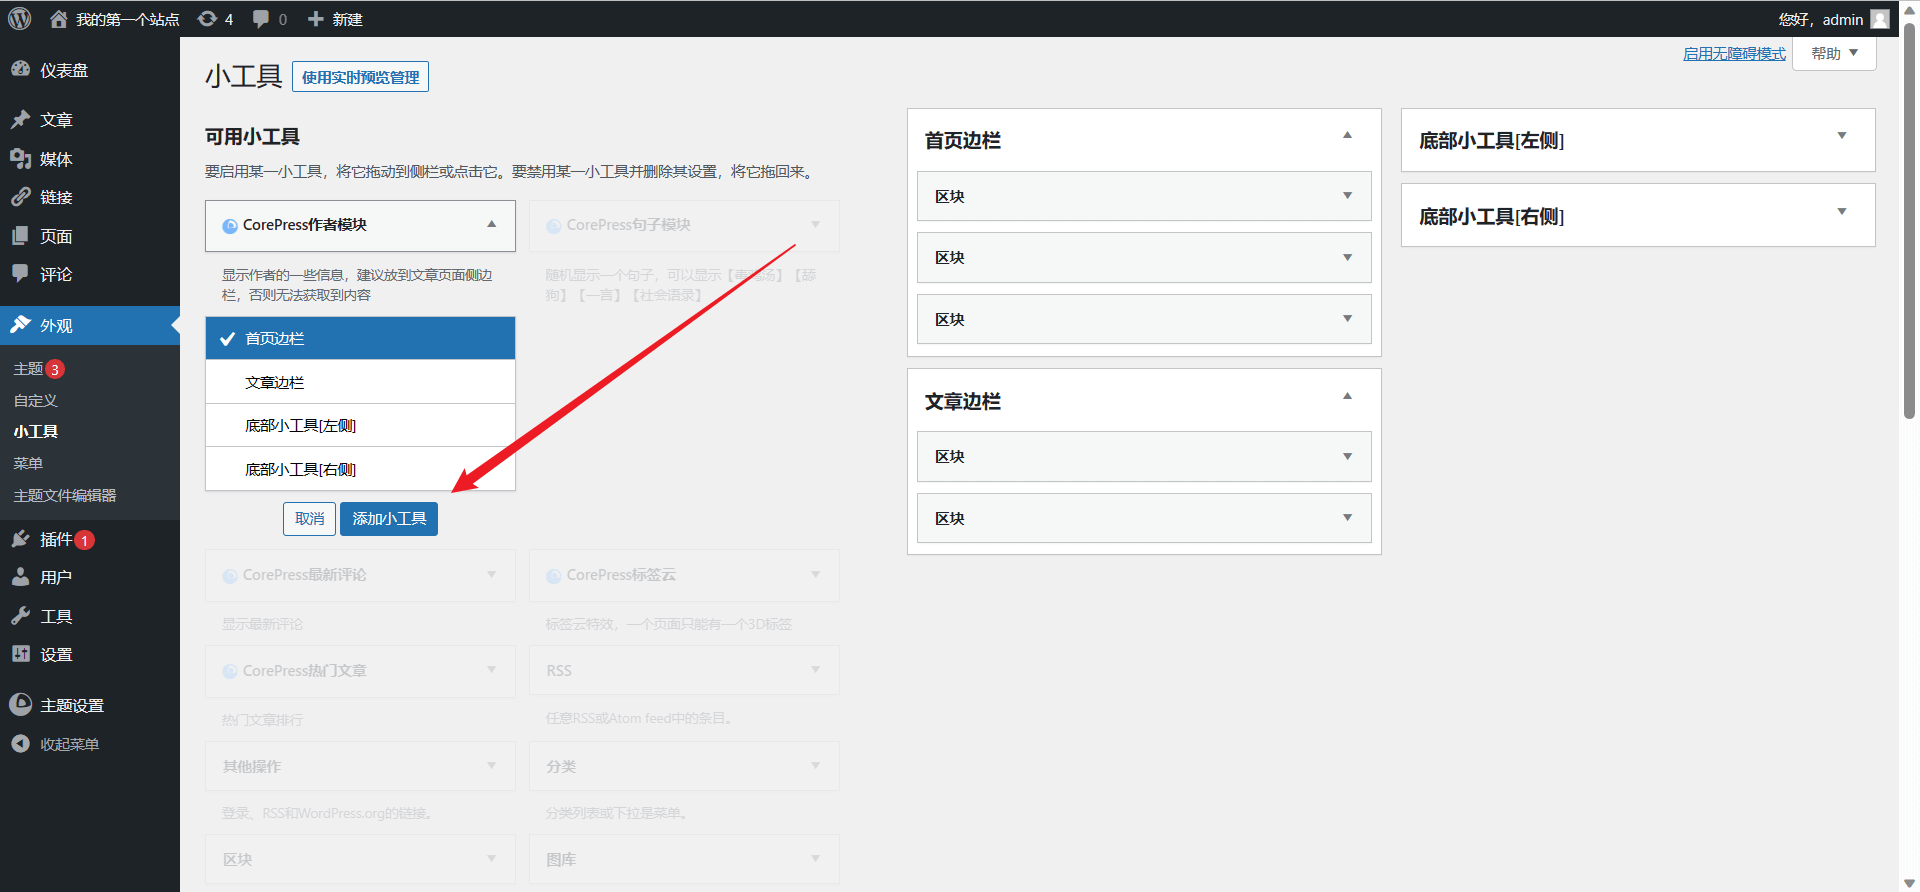 我的第一个站点
4
0
新建
您好，admin
仪表盘
文章
媒体
链接
页面
评论
外观
主题 3
自定义
小工具
菜单
主题文件编辑器
插件 1
用户
工具
设置
主题设置
收起菜单
启用无障碍模式
帮助
小工具
使用实时预览管理
可用小工具
要启用某一小工具，将它拖动到侧栏或点击它。要禁用某一小工具并删除其设置，将它拖回来。
CorePress作者模块
显示作者的一些信息，建议放到文章页面侧边
栏，否则无法获取到内容
CorePress句子模块
随机显示一个句子，可以显示【毒鸡汤】【舔
狗】【一言】【社会语录】
首页边栏
文章边栏
底部小工具[左侧]
底部小工具[右侧]
取消
添加小工具
CorePress最新评论
显示最新评论
CorePress标签云
标签云特效，一个页面只能有一个3D标签
CorePress热门文章
热门文章排行
RSS
任意RSS或Atom feed中的条目。
其他操作
登录、RSS和WordPress.org的链接。
分类
分类列表或下拉是菜单。
区块
图库
首页边栏
区块
区块
区块
文章边栏
区块
区块
底部小工具[左侧]
底部小工具[右侧]